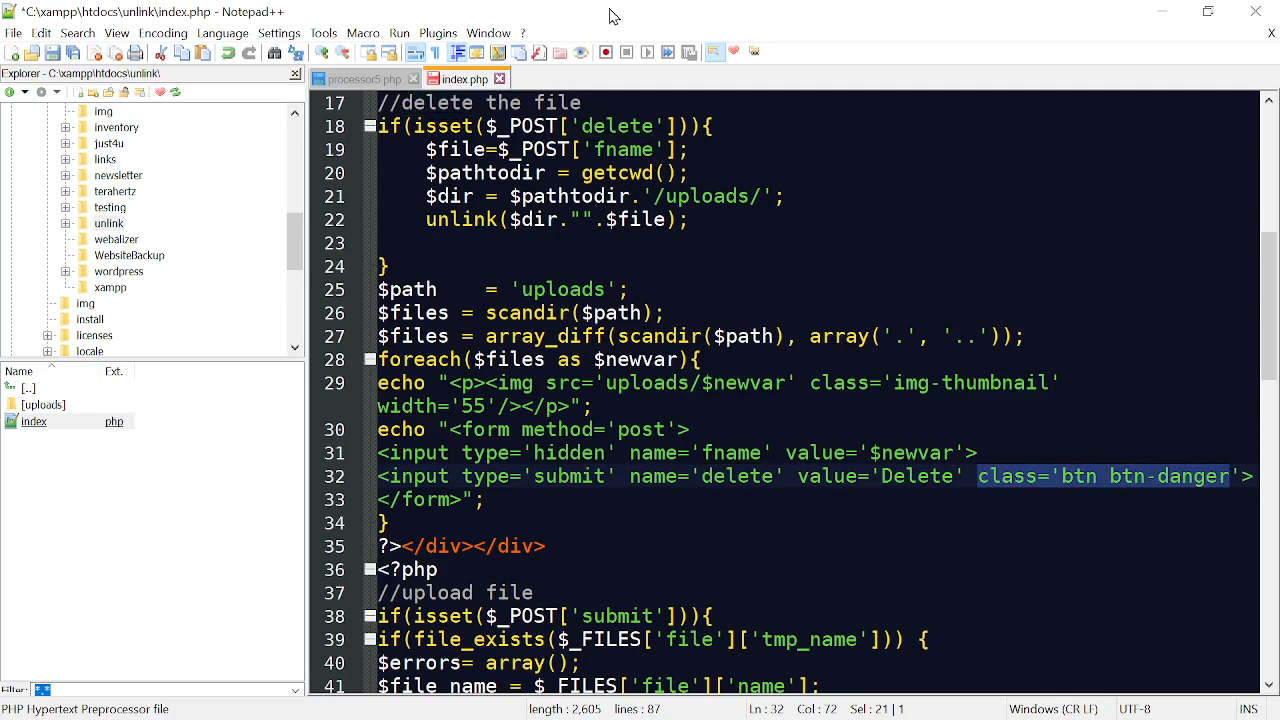 *C:\xampp\htdocs\unlink\index.php - Notepad++
File Edit Search View Encoding Language Settings Tools Macro Run Plugins Window ? X
Explorer - C:\xampp\htdocs\unlink\
processor5.php index.php
img
inventory
just4u
links
newsletter
terahertz
testing
unlink
webalizer
WebsiteBackup
wordpress
xampp
img
install
licenses
locale
Name Ext.
[..]
[uploads]
index php
Filter: *.*
17 //delete the file
18 if(isset($_POST['delete'])){
19 $file=$_POST['fname'];
20 $pathtodir = getcwd();
21 $dir = $pathtodir.'/uploads/';
22 unlink($dir."".$file);
23
24 }
25 $path = 'uploads';
26 $files = scandir($path);
27 $files = array_diff(scandir($path), array('.', '..'));
28 foreach($files as $newvar){
29 echo "<p><img src='uploads/$newvar' class='img-thumbnail'
width='55'/></p>";
30 echo "<form method='post'>
31 <input type='hidden' name='fname' value='$newvar'>
32 <input type='submit' name='delete' value='Delete' class='btn btn-danger'>
33 </form>";
34 }
35 ?></div></div>
36 <?php
37 //upload file
38 if(isset($_POST['submit'])){
39 if(file_exists($_FILES['file']['tmp_name'])) {
40 $errors= array();
41 $file_name = $_FILES['file']['name'];
PHP Hypertext Preprocessor file length : 2,605 lines : 87 Ln : 32 Col : 72 Sel : 21 | 1 Windows (CR LF) UTF-8 INS